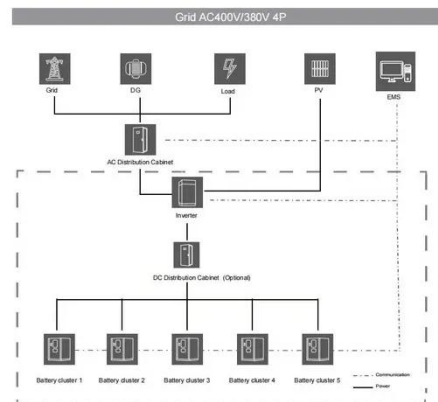 Grid AC400V/380V 4P
Grid
DG
Load
PV
EMS
AC Distribution Cabinet
Inverter
DC Distribution Cabinet (Optional)
Battery cluster 1
Battery cluster 2
Battery cluster 3
Battery cluster 4
Battery cluster 5
Communication
Power